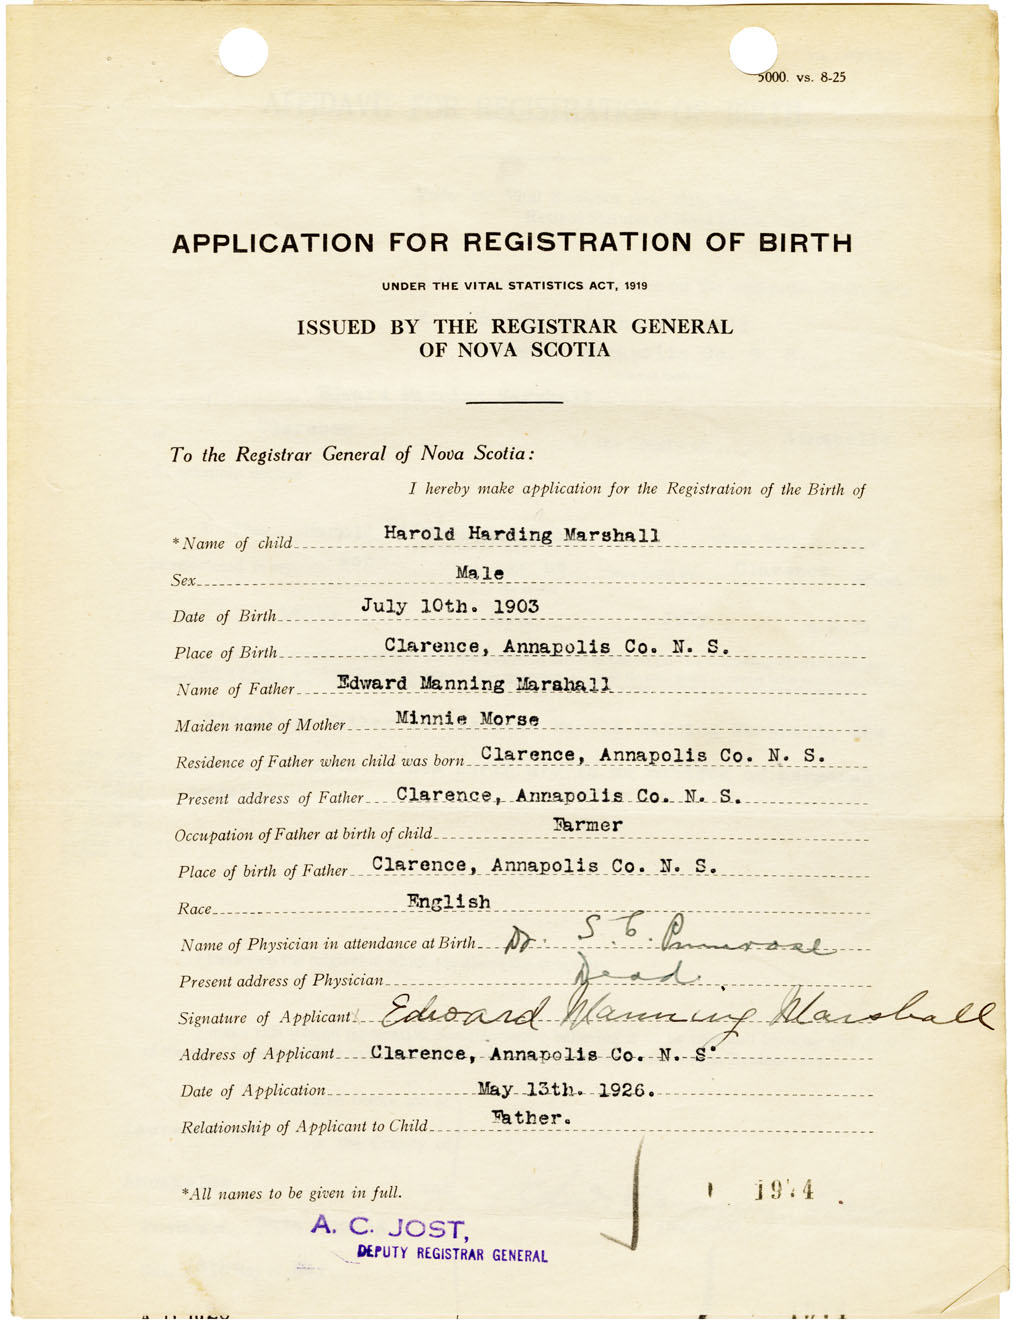 5000. vs. 8-25
APPLICATION FOR REGISTRATION OF BIRTH
UNDER THE VITAL STATISTICS ACT, 1919
ISSUED BY THE REGISTRAR GENERAL
OF NOVA SCOTIA
To the Registrar General of Nova Scotia:
I hereby make application for the Registration of the Birth of
*Name of child Harold Harding Marshall
Sex Male
Date of Birth July 10th. 1903
Place of Birth Clarence, Annapolis Co. N. S.
Name of Father Edward Manning Marshall
Maiden name of Mother Minnie Morse
Residence of Father when child was born Clarence, Annapolis Co. N. S.
Present address of Father Clarence, Annapolis Co. N. S.
Occupation of Father at birth of child Farmer
Place of birth of Father Clarence, Annapolis Co. N. S.
Race English
Name of Physician in attendance at Birth Dr. S. C. Primrose
Present address of Physician Dead
Signature of Applicant Edward Manning Marshall
Address of Applicant Clarence, Annapolis Co. N. S.
Date of Application May 13th. 1926.
Relationship of Applicant to Child Father.
*All names to be given in full.
A. C. JOST,
DEPUTY REGISTRAR GENERAL